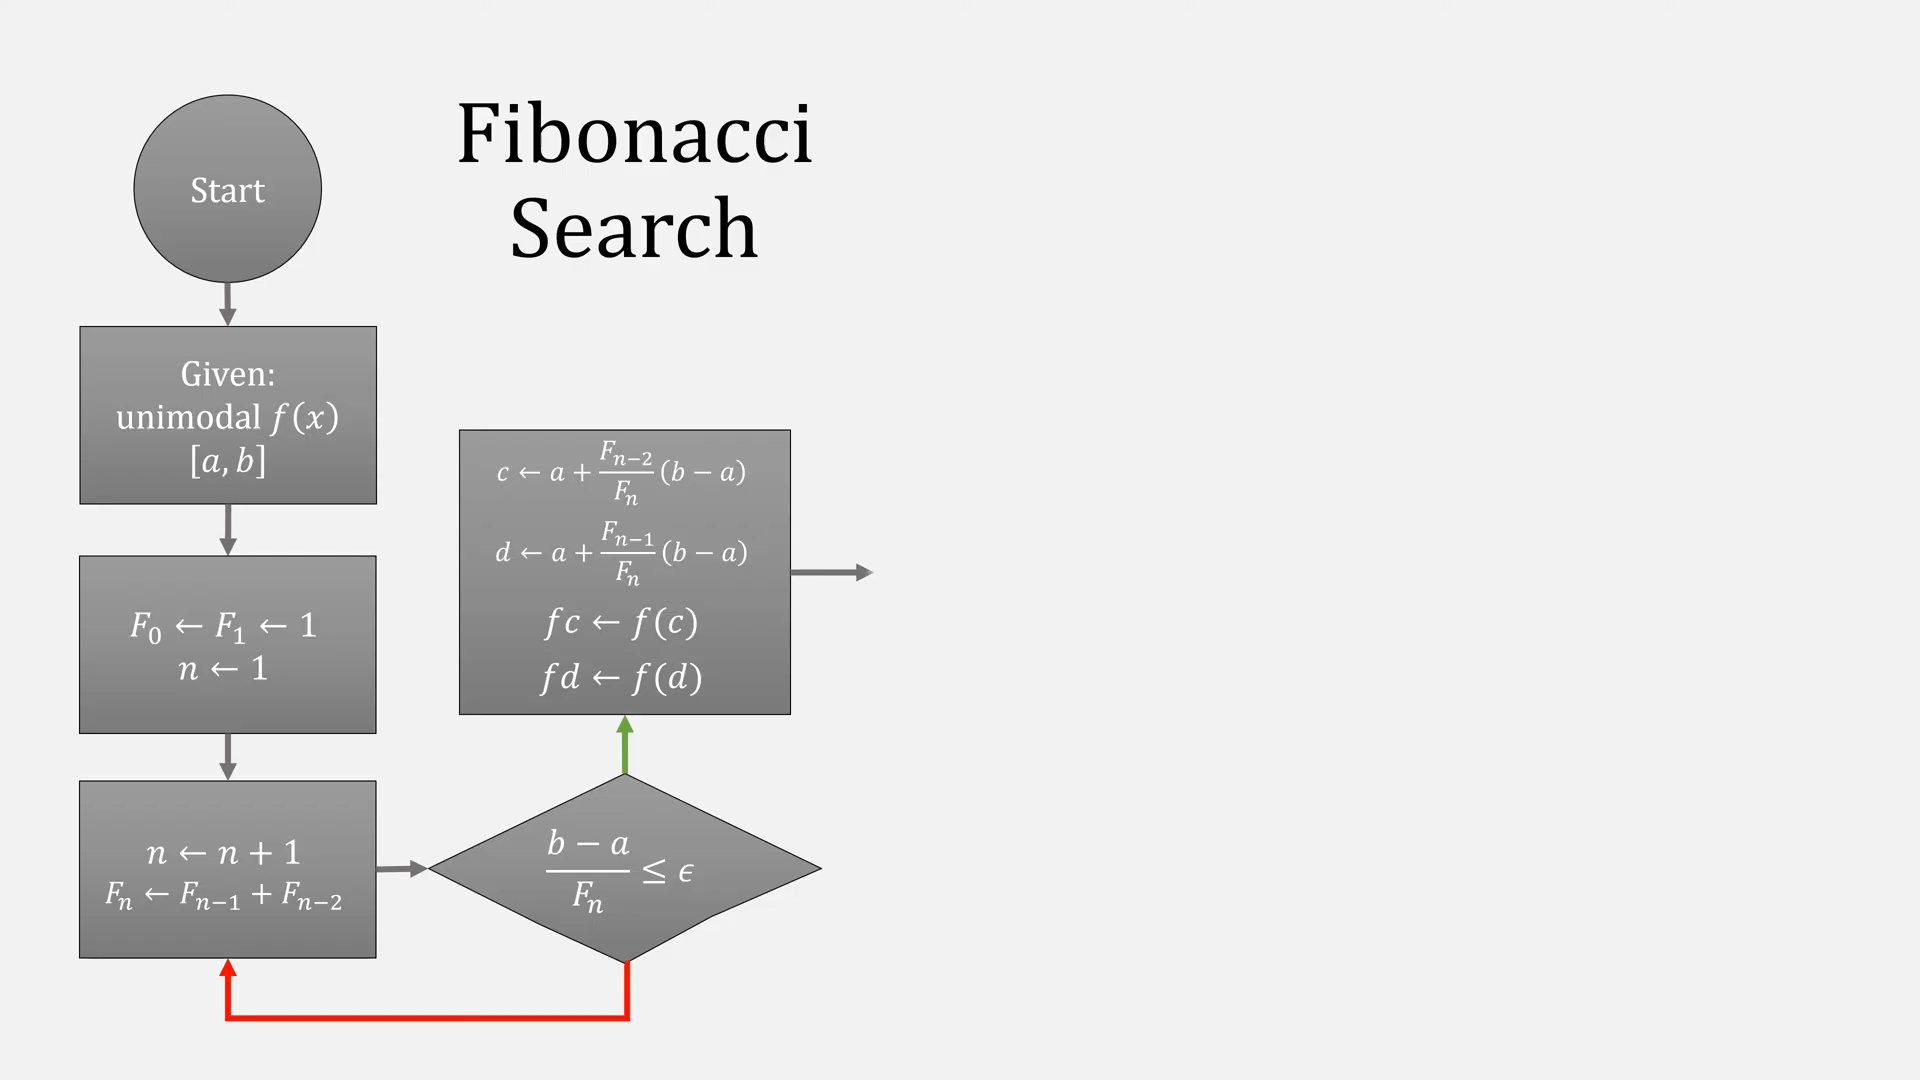 Fibonacci
Search
Start
Given:
unimodal f(x)
[a, b]
F₀ ← F₁ ← 1
n ← 1
n ← n + 1
Fₙ ← Fₙ₋₁ + Fₙ₋₂
(b − a)/Fₙ ≤ ϵ
c ← a + Fₙ₋₂/Fₙ (b − a)
d ← a + Fₙ₋₁/Fₙ (b − a)
fc ← f(c)
fd ← f(d)